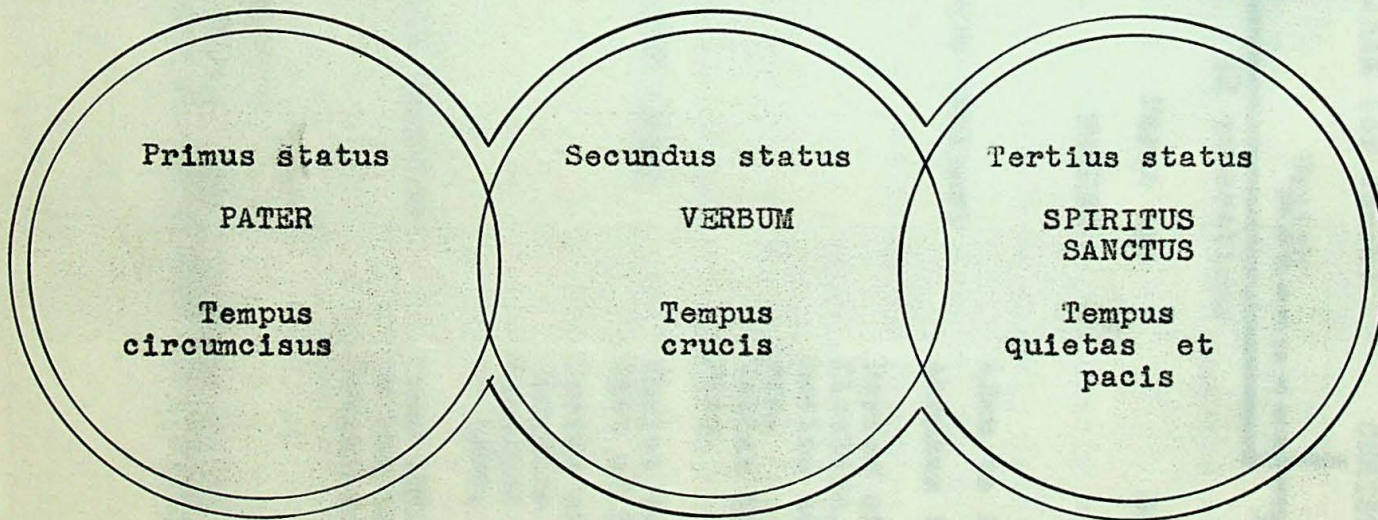 Primus status
PATER
Tempus
circumcisus
Secundus status
VERBUM
Tempus
crucis
Tertius status
SPIRITUS
SANCTUS
Tempus
quietas et
pacis